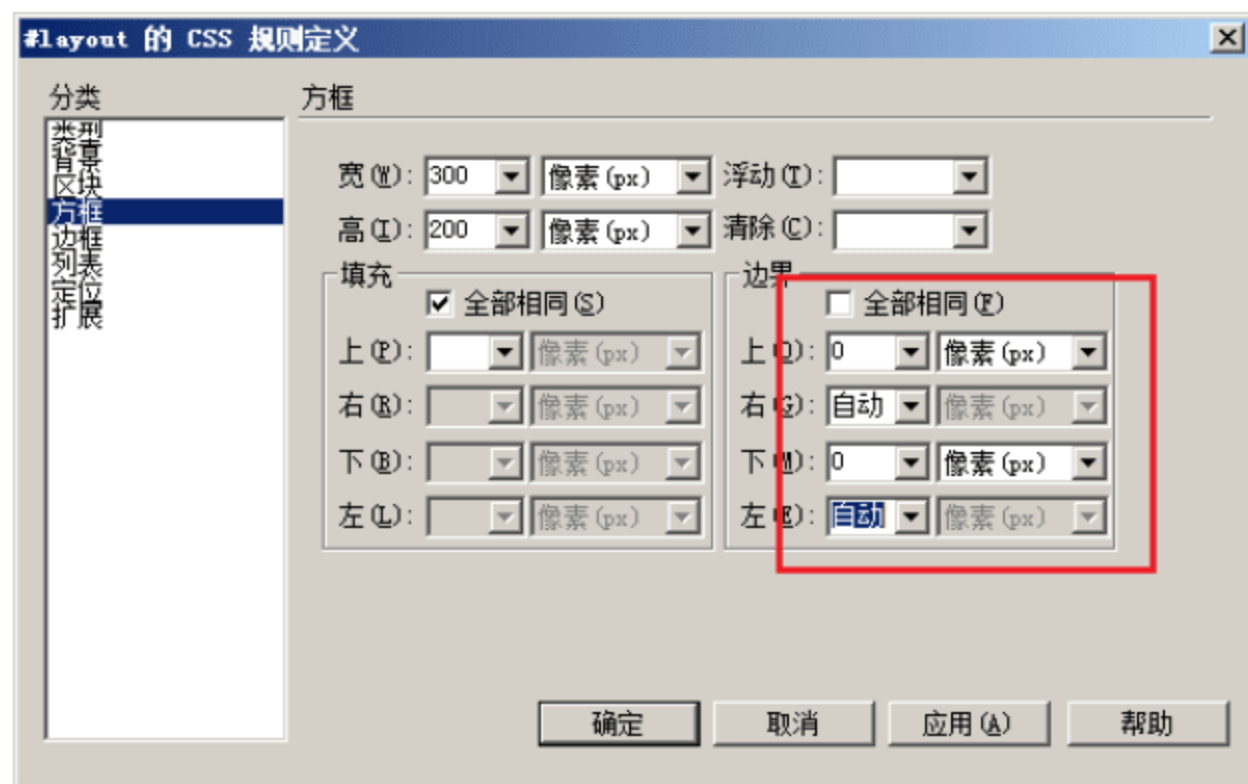 #layout 的 CSS 规则定义
分类
类型
背景
区块
方框
边框
列表
定位
扩展
方框
宽(W): 300 像素(px) 浮动(T):
高(I): 200 像素(px) 清除(C):
填充
全部相同(S)
上(P): 像素(px)
右(R): 像素(px)
下(B): 像素(px)
左(L): 像素(px)
边界
全部相同(F)
上(O): 0 像素(px)
右(G): 自动 像素(px)
下(M): 0 像素(px)
左(E): 自动 像素(px)
确定 取消 应用(A) 帮助